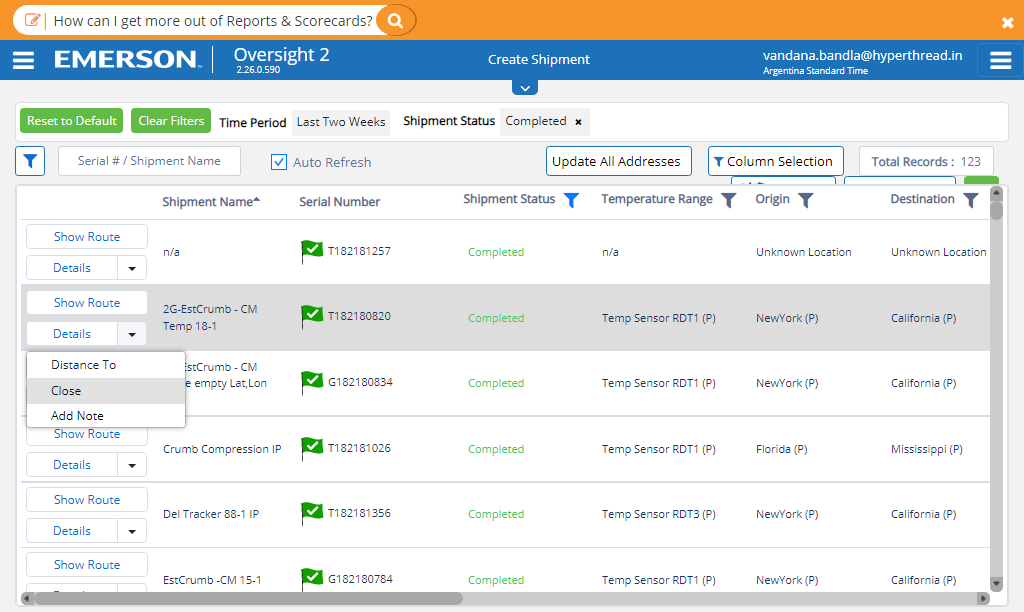 How can I get more out of Reports & Scorecards?
EMERSON
Oversight 2
2.26.0.590
Create Shipment
vandana.bandla@hyperthread.in
Argentina Standard Time
Reset to Default
Clear Filters
Time Period
Last Two Weeks
Shipment Status
Completed ×
Serial # / Shipment Name
Auto Refresh
Update All Addresses
Column Selection
Total Records : 123
Shipment Name
Serial Number
Shipment Status
Temperature Range
Origin
Destination
Show Route
Details
n/a
T182181257
Completed
n/a
Unknown Location
Unknown Location
Show Route
Details
2G-EstCrumb - CM
Temp 18-1
T182180820
Completed
Temp Sensor RDT1 (P)
NewYork (P)
California (P)
Distance To
Close
Add Note
EstCrumb - CM
empty Lat,Lon
G182180834
Completed
Temp Sensor RDT1 (P)
NewYork (P)
California (P)
Show Route
Details
Crumb Compression IP
T182181026
Completed
Temp Sensor RDT1 (P)
Florida (P)
Mississippi (P)
Show Route
Details
Del Tracker 88-1 IP
T182181356
Completed
Temp Sensor RDT3 (P)
NewYork (P)
California (P)
Show Route
EstCrumb -CM 15-1
G182180784
Completed
Temp Sensor RDT1 (P)
NewYork (P)
California (P)